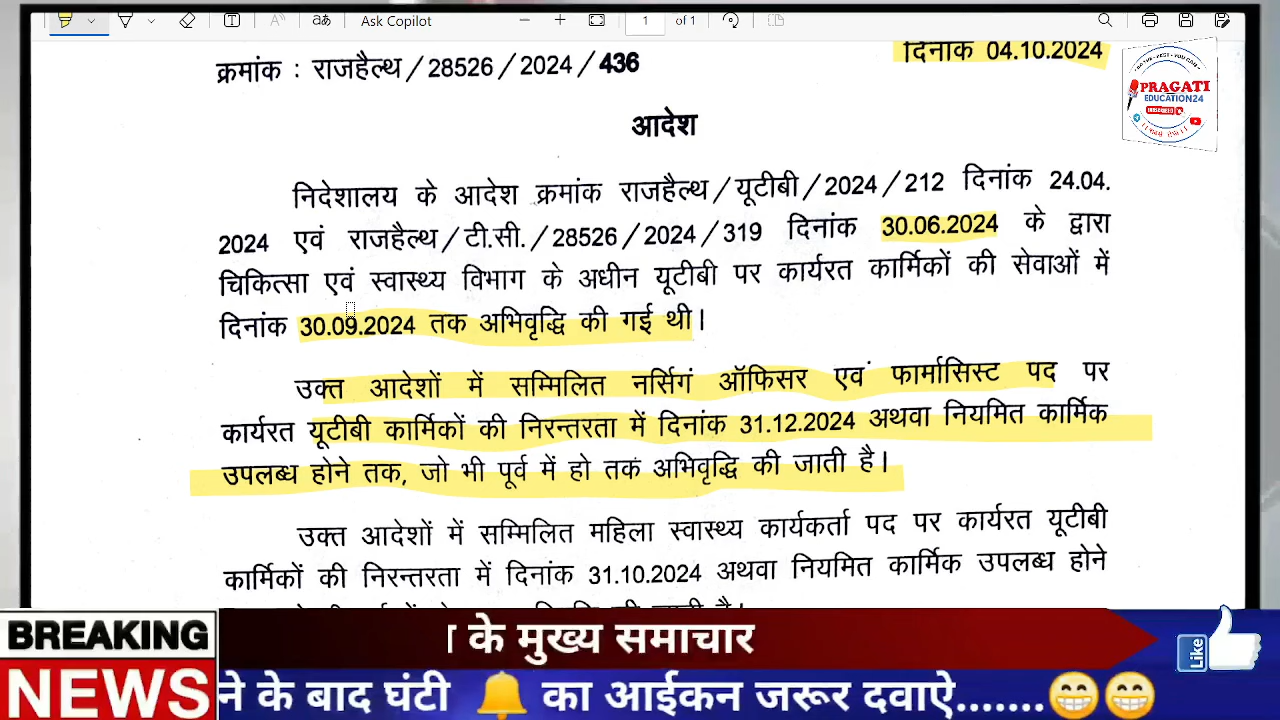 Ask Copilot
1 of 1
दिनांक 04.10.2024
क्रमांक : राजहैल्थ/28526/2024/436
PRAGATI
EDUCATION24
आदेश
निदेशालय के आदेश क्रमांक राजहैल्थ/यूटीबी/2024/212 दिनांक 24.04.
2024 एवं राजहैल्थ/टी.सी./28526/2024/319 दिनांक 30.06.2024 के द्वारा
चिकित्सा एवं स्वास्थ्य विभाग के अधीन यूटीबी पर कार्यरत कार्मिकों की सेवाओं में
दिनांक 30.09.2024 तक अभिवृद्धि की गई थी।
उक्त आदेशों में सम्मिलित नर्सिगं ऑफिसर एवं फार्मासिस्ट पद पर
कार्यरत यूटीबी कार्मिकों की निरन्तरता में दिनांक 31.12.2024 अथवा नियमित कार्मिक
उपलब्ध होने तक, जो भी पूर्व में हो तक अभिवृद्धि की जाती है।
उक्त आदेशों में सम्मिलित महिला स्वास्थ्य कार्यकर्ता पद पर कार्यरत यूटीबी
कार्मिकों की निरन्तरता में दिनांक 31.10.2024 अथवा नियमित कार्मिक उपलब्ध होने
BREAKING
NEWS
के मुख्य समाचार
Like
ने के बाद घंटी 🔔 का आईकन जरूर दवाऐ.......😁😁